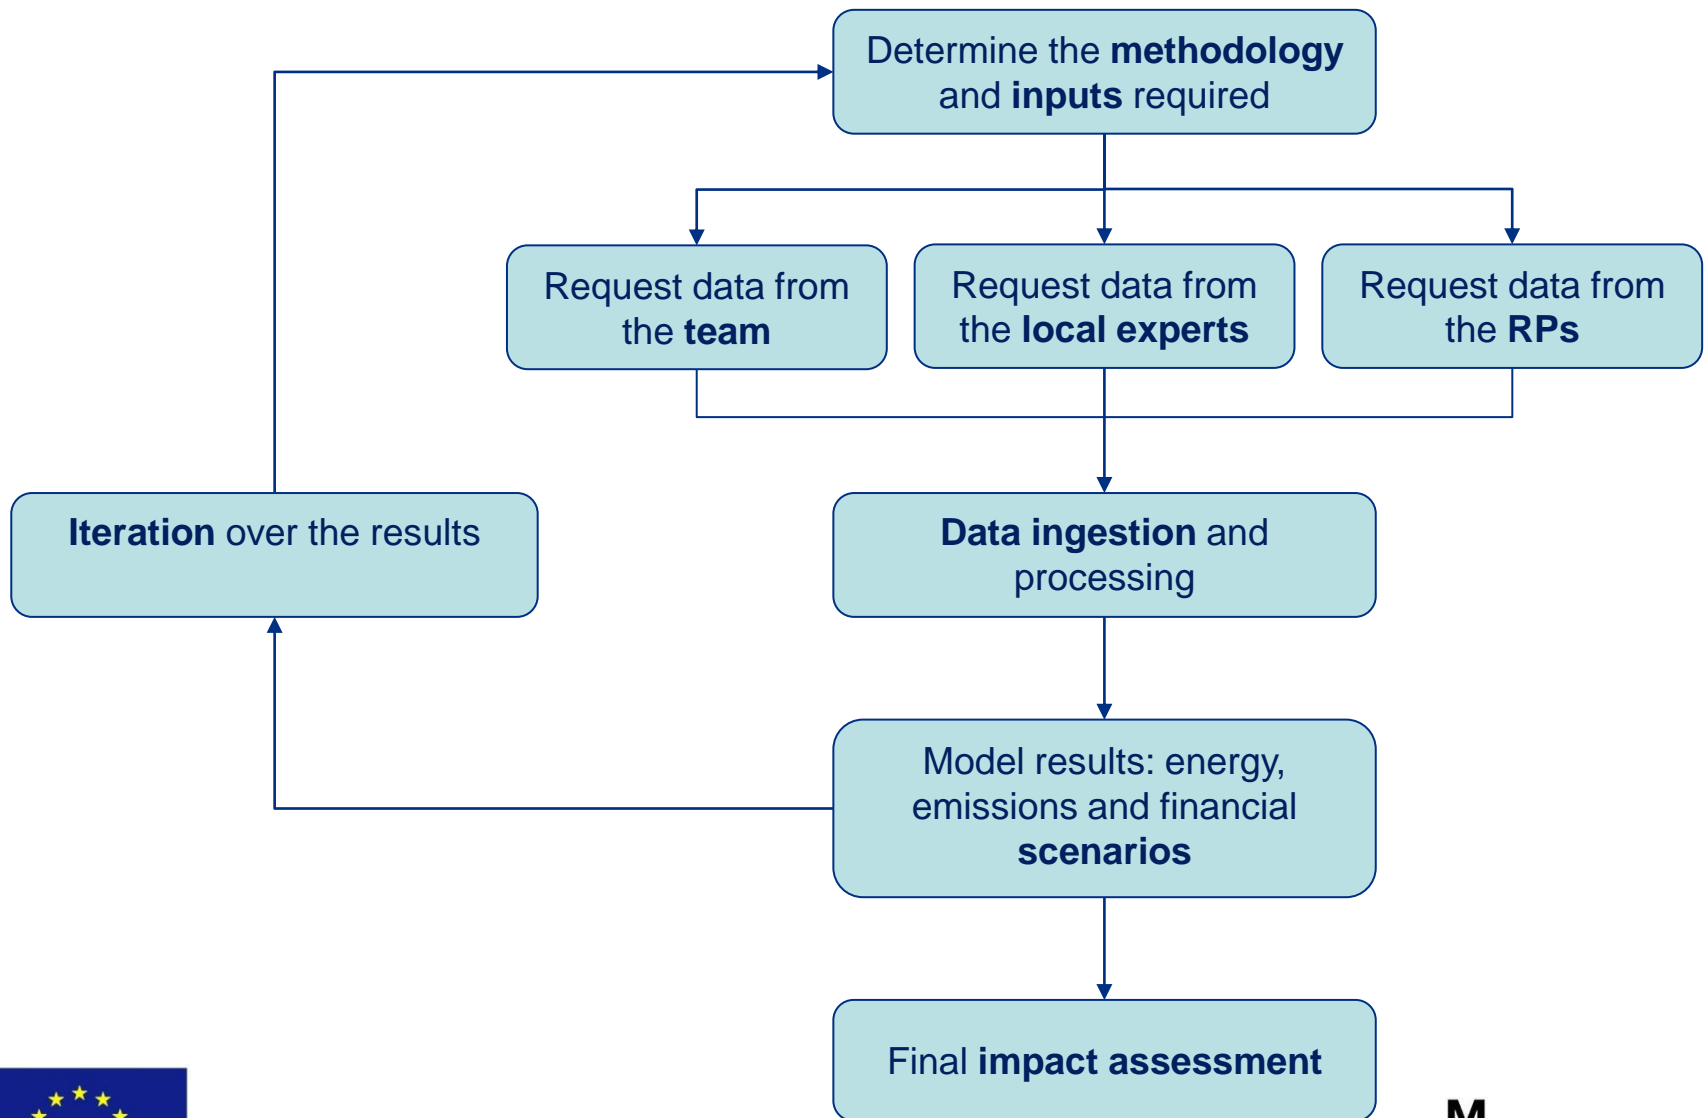 Determine the methodology
and inputs required
Request data from
the team
Request data from
the local experts
Request data from
the RPs
Iteration over the results
Data ingestion and
processing
Model results: energy,
emissions and financial
scenarios
Final impact assessment
M